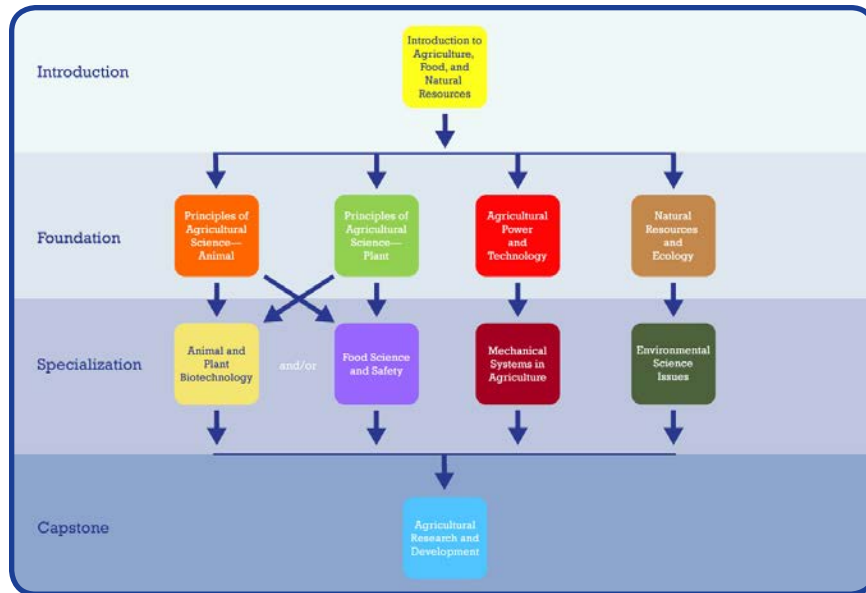 Introduction
Introduction to
Agriculture,
Food, and
Natural
Resources
Foundation
Principles of
Agricultural
Science—
Animal
Principles of
Agricultural
Science—
Plant
Agricultural
Power
and
Technology
Natural
Resources
and
Ecology
Specialization
Animal and
Plant
Biotechnology
and/or
Food Science
and Safety
Mechanical
Systems in
Agriculture
Environmental
Science
Issues
Capstone
Agricultural
Research and
Development